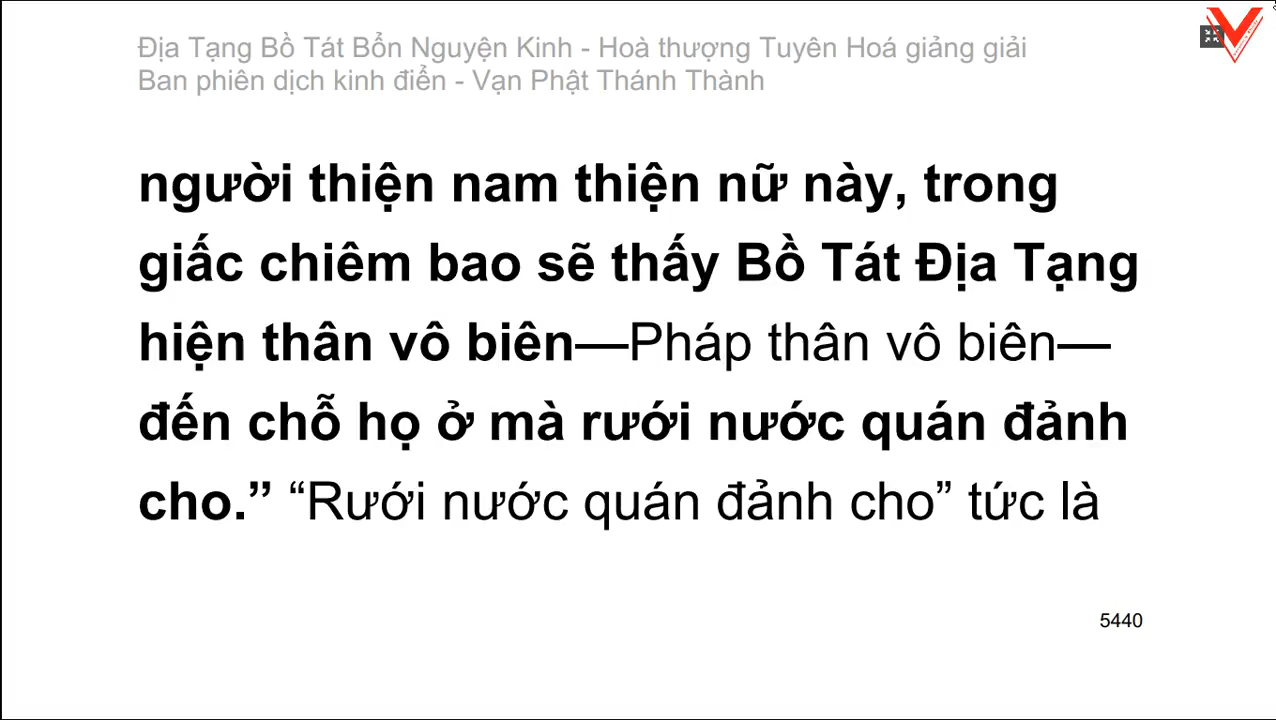 Địa Tạng Bồ Tát Bổn Nguyện Kinh - Hoà thượng Tuyên Hoá giảng giải
Ban phiên dịch kinh điển - Vạn Phật Thánh Thành
người thiện nam thiện nữ này, trong
giấc chiêm bao sẽ thấy Bồ Tát Địa Tạng
hiện thân vô biên—Pháp thân vô biên—
đến chỗ họ ở mà rưới nước quán đảnh
cho.” “Rưới nước quán đảnh cho” tức là
5440